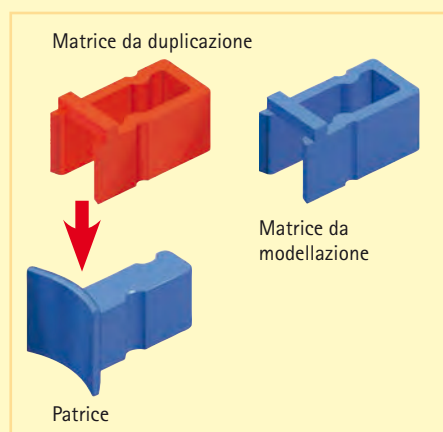 Matrice da duplicazione
Matrice da
modellazione
Patrice